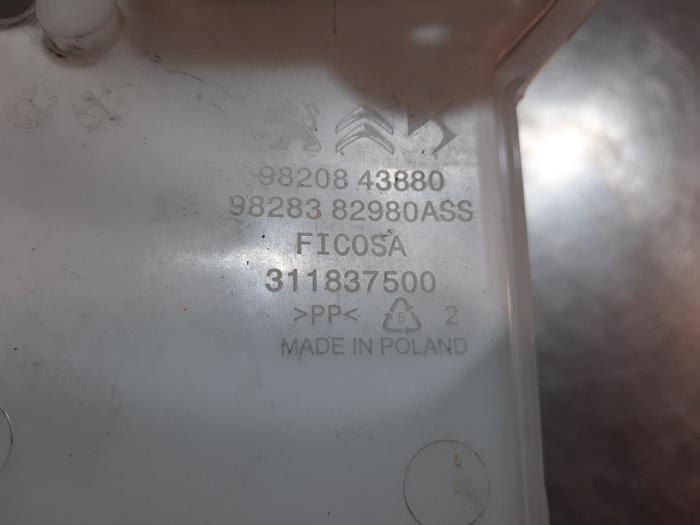 98208 43880
98283 82980ASS
FICOSA
311837500
>PP< 5 2
MADE IN POLAND